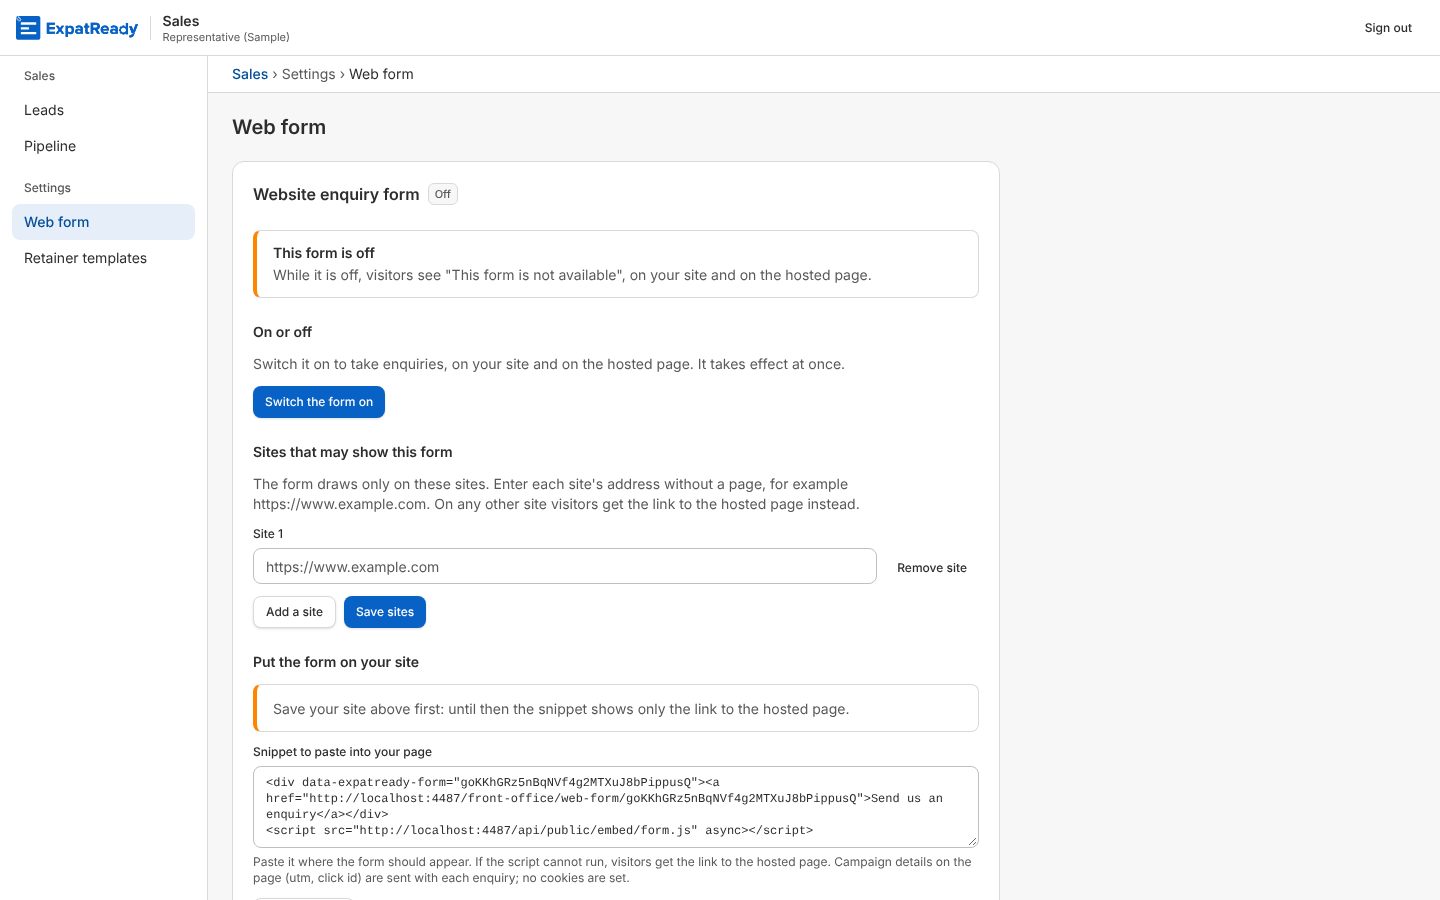 ExpatReady
Sales
Representative (Sample)
Sign out
Sales
Leads
Pipeline
Settings
Web form
Retainer templates
Sales › Settings › Web form
Web form
Website enquiry form Off
This form is off
While it is off, visitors see "This form is not available", on your site and on the hosted page.
On or off
Switch it on to take enquiries, on your site and on the hosted page. It takes effect at once.
Switch the form on
Sites that may show this form
The form draws only on these sites. Enter each site's address without a page, for example
https://www.example.com. On any other site visitors get the link to the hosted page instead.
Site 1
https://www.example.com
Remove site
Add a site
Save sites
Put the form on your site
Save your site above first: until then the snippet shows only the link to the hosted page.
Snippet to paste into your page
<div data-expatready-form="goKKhGRz5nBqNVf4g2MTXuJ8bPippusQ"><a
href="http://localhost:4487/front-office/web-form/goKKhGRz5nBqNVf4g2MTXuJ8bPippusQ">Send us an
enquiry</a></div>
<script src="http://localhost:4487/api/public/embed/form.js" async></script>
Paste it where the form should appear. If the script cannot run, visitors get the link to the hosted page. Campaign details on the
page (utm, click id) are sent with each enquiry; no cookies are set.